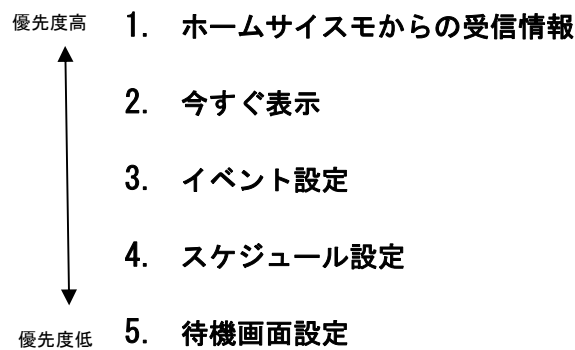 優先度高
1. ホームサイスモからの受信情報
2. 今すぐ表示
3. イベント設定
4. スケジュール設定
優先度低
5. 待機画面設定